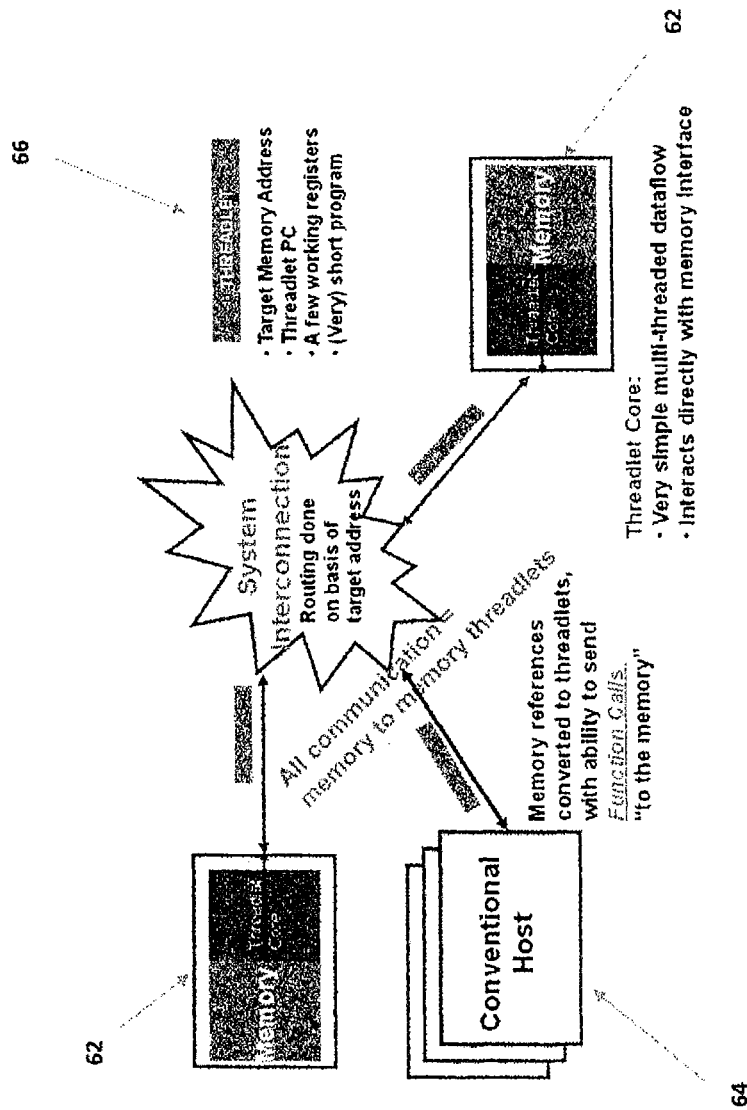 66
THREADLET
• Target Memory Address
• Threadlet PC
• A few working registers
• (Very) short program
System
Interconnection
Routing done
on basis of
target address
62
Memory
Threadlet
Core
All communication =
memory to memory threadlets
62
Threadlet
Core
Memory
Threadlet Core:
• Very simple multi-threaded dataflow
• Interacts directly with memory Interface
Conventional
Host
Memory references
converted to threadlets,
with ability to send
Function Calls
"to the memory"
64